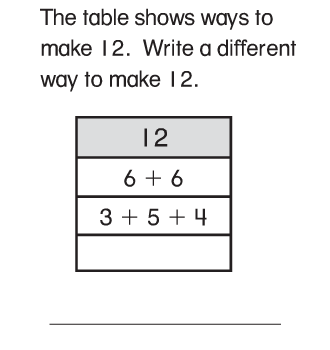 The table shows ways to
make 12. Write a different
way to make 12.
12
6 + 6
3 + 5 + 4